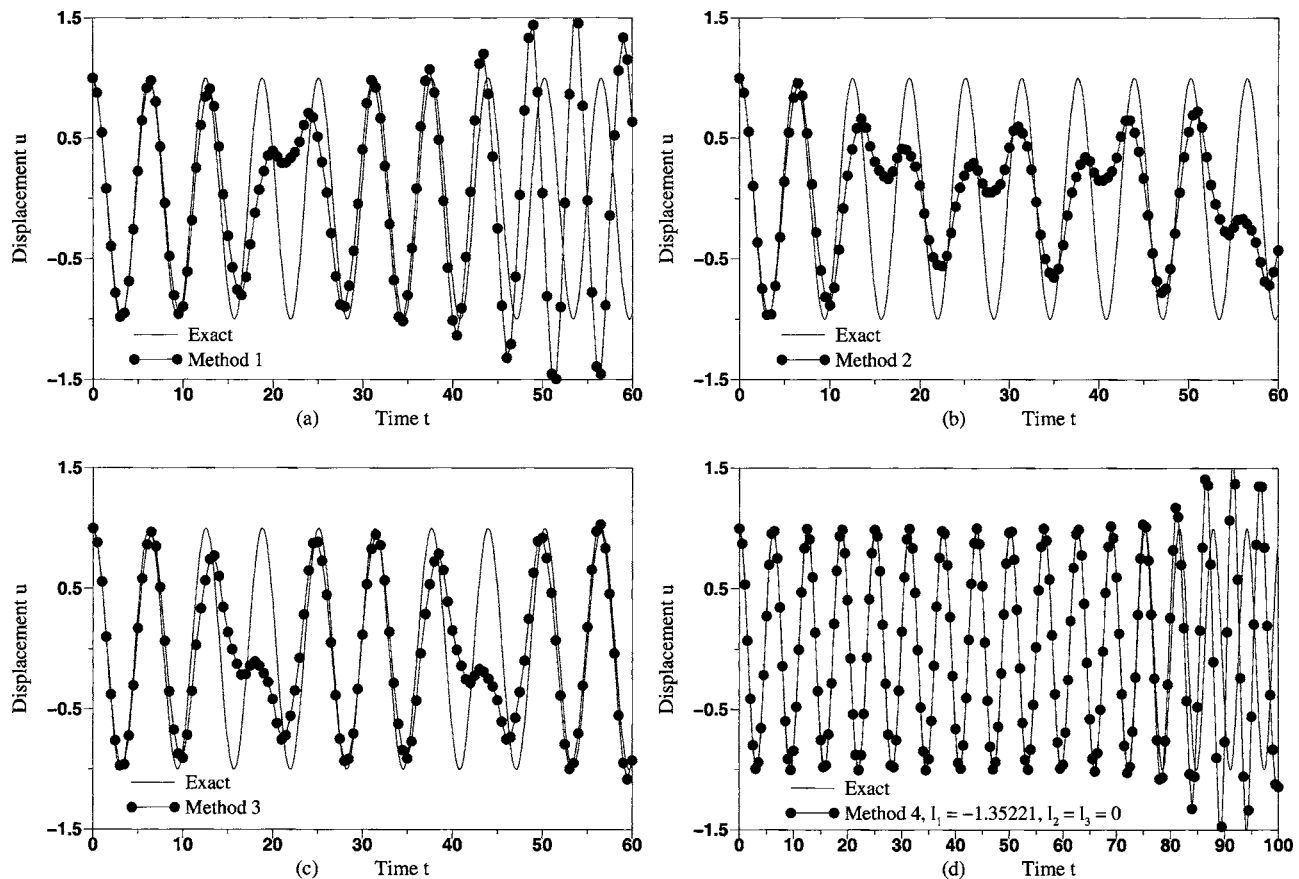 1.5
0.5
−0.5
−1.5
Displacement u
Exact
Method 1
0 10 20 30 40 50 60
(a) Time t
1.5
0.5
−0.5
−1.5
Displacement u
Exact
Method 2
0 10 20 30 40 50 60
(b) Time t
1.5
0.5
−0.5
−1.5
Displacement u
Exact
Method 3
0 10 20 30 40 50 60
(c) Time t
1.5
0.5
−0.5
−1.5
Displacement u
Exact
Method 4, I₁ = −1.35221, I₂ = I₃ = 0
0 10 20 30 40 50 60 70 80 90 100
(d) Time t